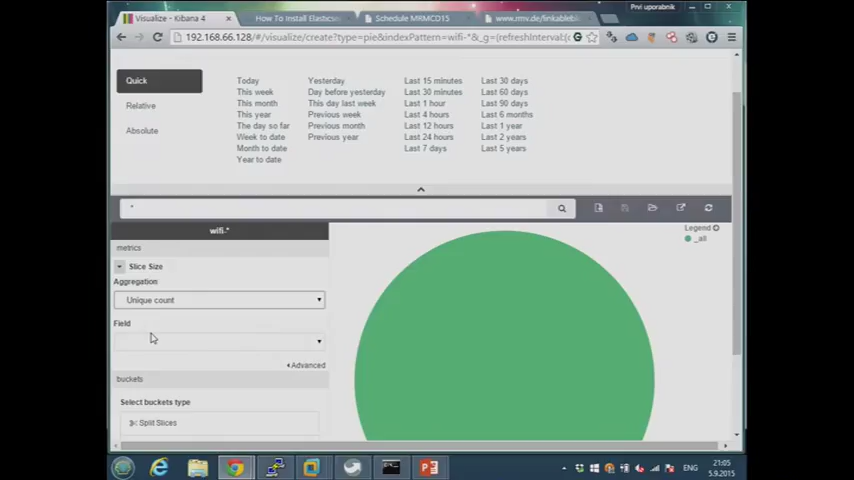 Prvi uporabnik
Visualize - Kibana 4
How To Install Elasticse
Schedule MRMCD15
www.rmv.de/linkablebi
192.168.66.128/#/visualize/create?type=pie&indexPattern=wifi-*&_g=(refreshInterval:(c
Quick
Relative
Absolute
Today
This week
This month
This year
The day so far
Week to date
Month to date
Year to date
Yesterday
Day before yesterday
This day last week
Previous week
Previous month
Previous year
Last 15 minutes
Last 30 minutes
Last 1 hour
Last 4 hours
Last 12 hours
Last 24 hours
Last 7 days
Last 30 days
Last 60 days
Last 90 days
Last 6 months
Last 1 year
Last 2 years
Last 5 years
*
wifi-*
Legend
_all
metrics
Slice Size
Aggregation
Unique count
Field
Advanced
buckets
Select buckets type
Split Slices
ENG
21:05
5.9.2015